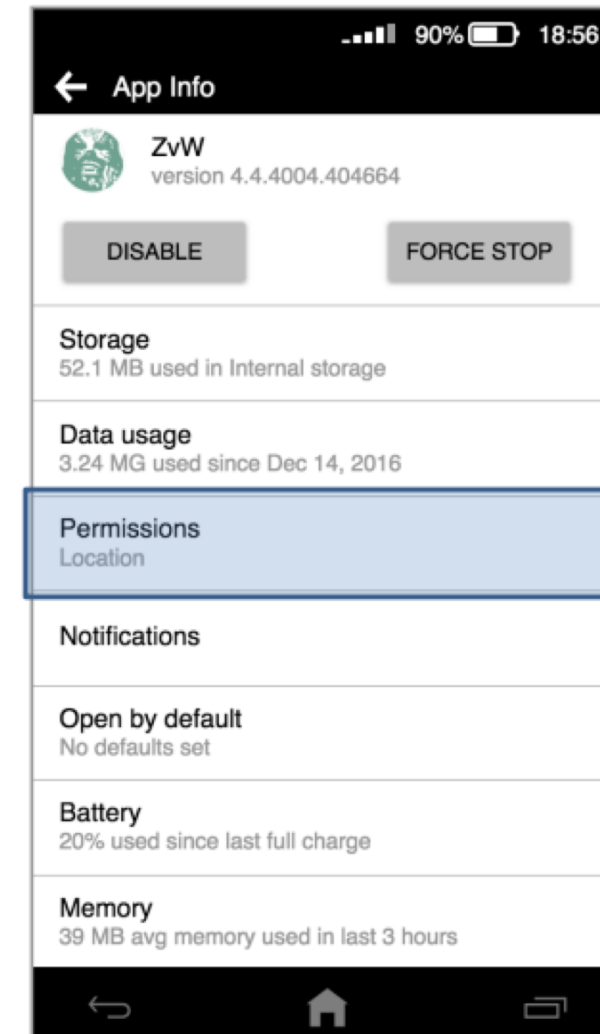 90% 18:56
App Info
ZvW
version 4.4.4004.404664
DISABLE FORCE STOP
Storage
52.1 MB used in Internal storage
Data usage
3.24 MG used since Dec 14, 2016
Permissions
Location
Notifications
Open by default
No defaults set
Battery
20% used since last full charge
Memory
39 MB avg memory used in last 3 hours